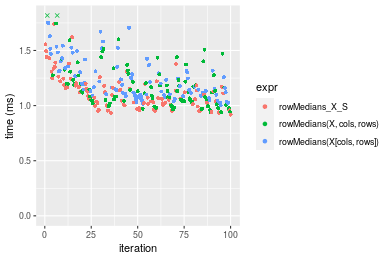 expr
rowMedians_X_S
rowMedians(X, cols, rows)
rowMedians(X[cols, rows])
time (ms)
1.5
1.0
0.5
0.0
0
25
50
75
100
iteration